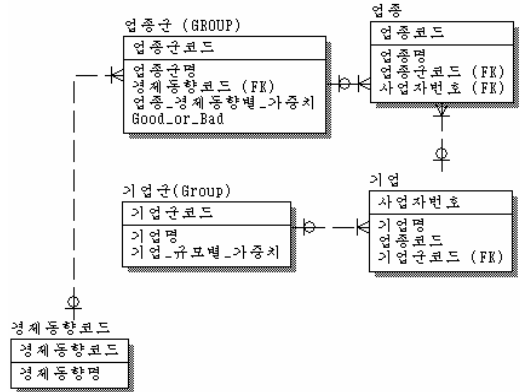 업종군 (GROUP)
업종군코드
업종군명
경제동향코드 (FK)
업종_경제동향별_가중치
Good_or_Bad
업종
업종코드
업종명
업종군코드 (FK)
사업자번호 (FK)
기업군(Group)
기업군코드
기업명
기업_규모별_가중치
기업
사업자번호
기업명
업종코드
기업군코드 (FK)
경제동향코드
경제동향코드
경제동향명